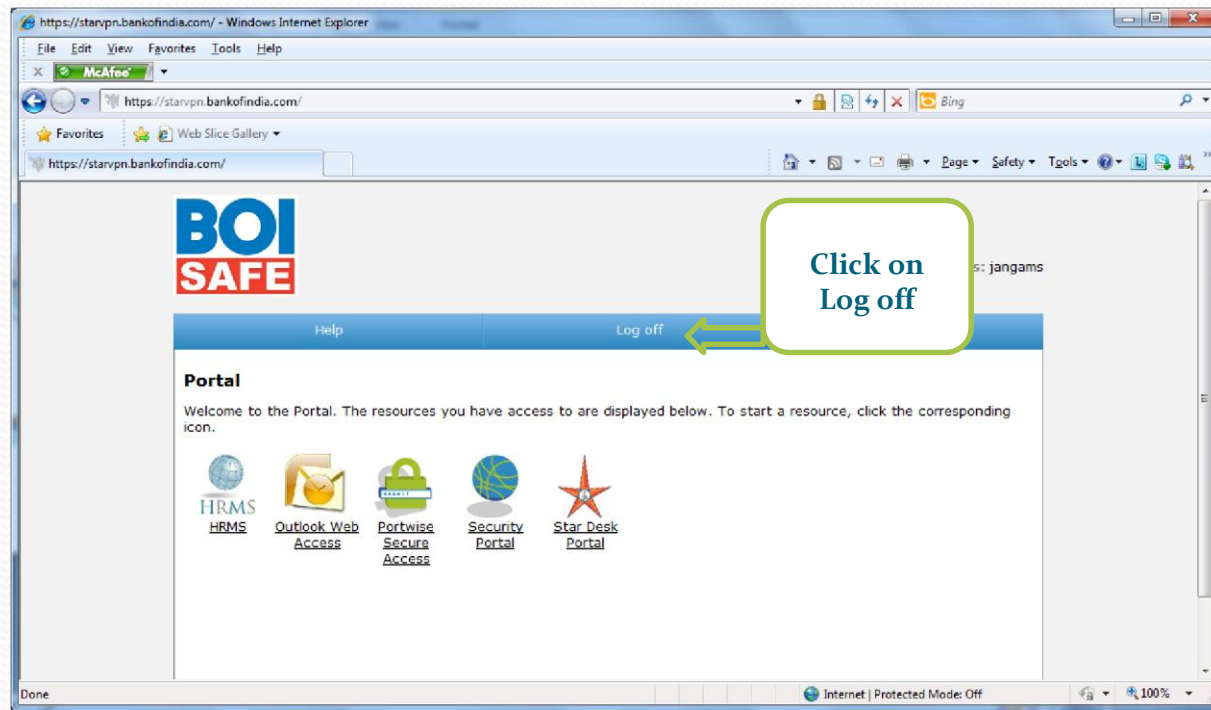 https://starvpn.bankofindia.com/ - Windows Internet Explorer
File Edit View Favorites Tools Help
X McAfee
https://starvpn.bankofindia.com/ Bing
Favorites Web Slice Gallery
https://starvpn.bankofindia.com/ Page Safety Tools
BOI
SAFE
Click on
Log off
s: jangams
Help Log off
Portal
Welcome to the Portal. The resources you have access to are displayed below. To start a resource, click the corresponding
icon.
HRMS
HRMS Outlook Web Portwise Security Star Desk
Access Secure Portal Portal
Access
Done Internet | Protected Mode: Off 100%